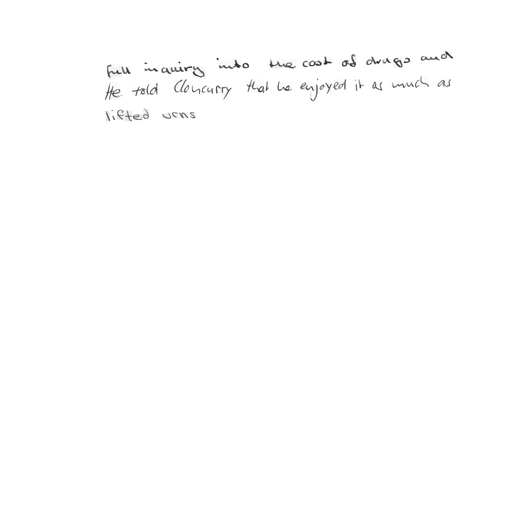 full inquiry into the cost of drugs and
He told Cloncurry that he enjoyed it as much as
lifted urns